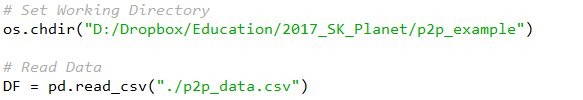 # Set Working Directory
os.chdir("D:/Dropbox/Education/2017_SK_Planet/p2p_example")
# Read Data
DF = pd.read_csv("./p2p_data.csv")